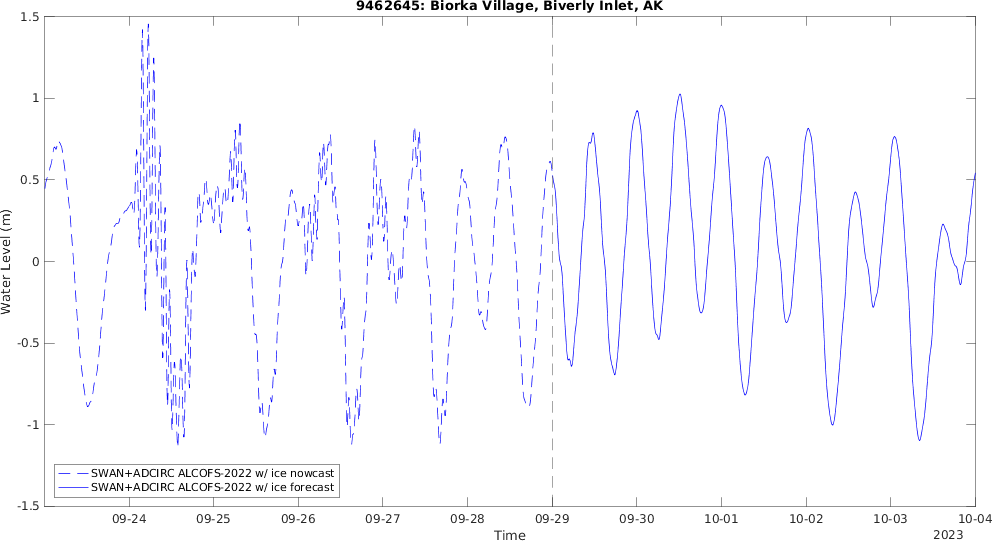 9462645: Biorka Village, Biverly Inlet, AK
1.5
1
0.5
0
-0.5
-1
-1.5
Water Level (m)
SWAN+ADCIRC ALCOFS-2022 w/ ice nowcast
SWAN+ADCIRC ALCOFS-2022 w/ ice forecast
09-24 09-25 09-26 09-27 09-28 09-29 09-30 10-01 10-02 10-03 10-04
Time
2023